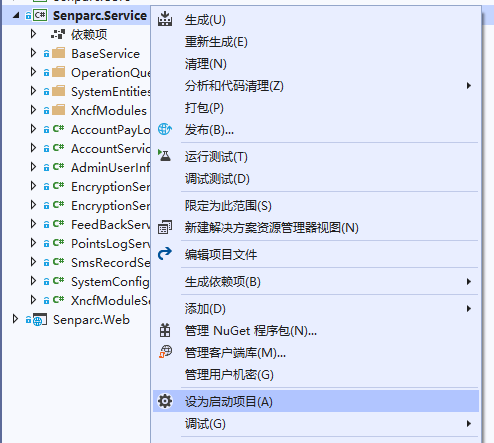 Senparc.Service
依赖项
BaseService
OperationQue
SystemEntities
XncfModules
AccountPayLo
AccountServic
AdminUserInf
EncryptionSer
EncryptionSer
FeedBackServ
PointsLogServ
SmsRecordSe
SystemConfig
XncfModuleSe
Senparc.Web
生成(U)
重新生成(E)
清理(N)
分析和代码清理(Z)
打包(P)
发布(B)...
运行测试(T)
调试测试(D)
限定为此范围(S)
新建解决方案资源管理器视图(N)
编辑项目文件
生成依赖项(B)
添加(D)
管理 NuGet 程序包(N)...
管理客户端库(M)...
管理用户机密(G)
设为启动项目(A)
调试(G)